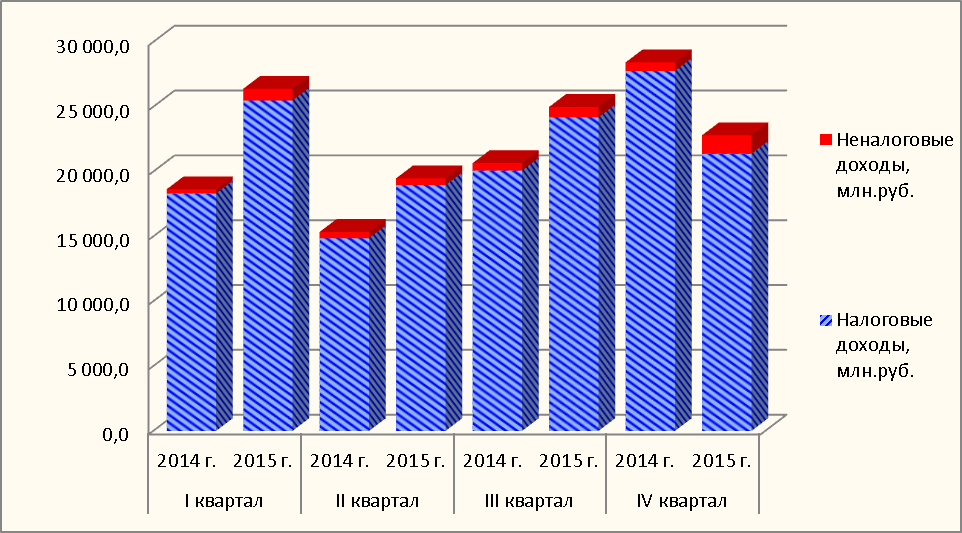 30 000,0
25 000,0
20 000,0
15 000,0
10 000,0
5 000,0
0,0
2014 г. 2015 г. 2014 г. 2015 г. 2014 г. 2015 г. 2014 г. 2015 г.
I квартал II квартал III квартал IV квартал
Неналоговые
доходы,
млн.руб.
Налоговые
доходы,
млн.руб.